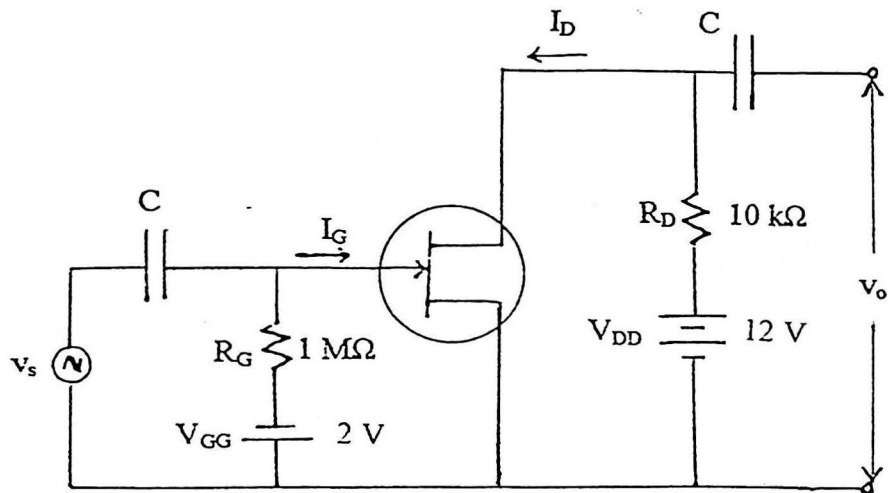 I_D
C
C
I_G
R_D 10 kΩ
v_o
V_DD 12 V
v_s
R_G 1 MΩ
V_GG 2 V